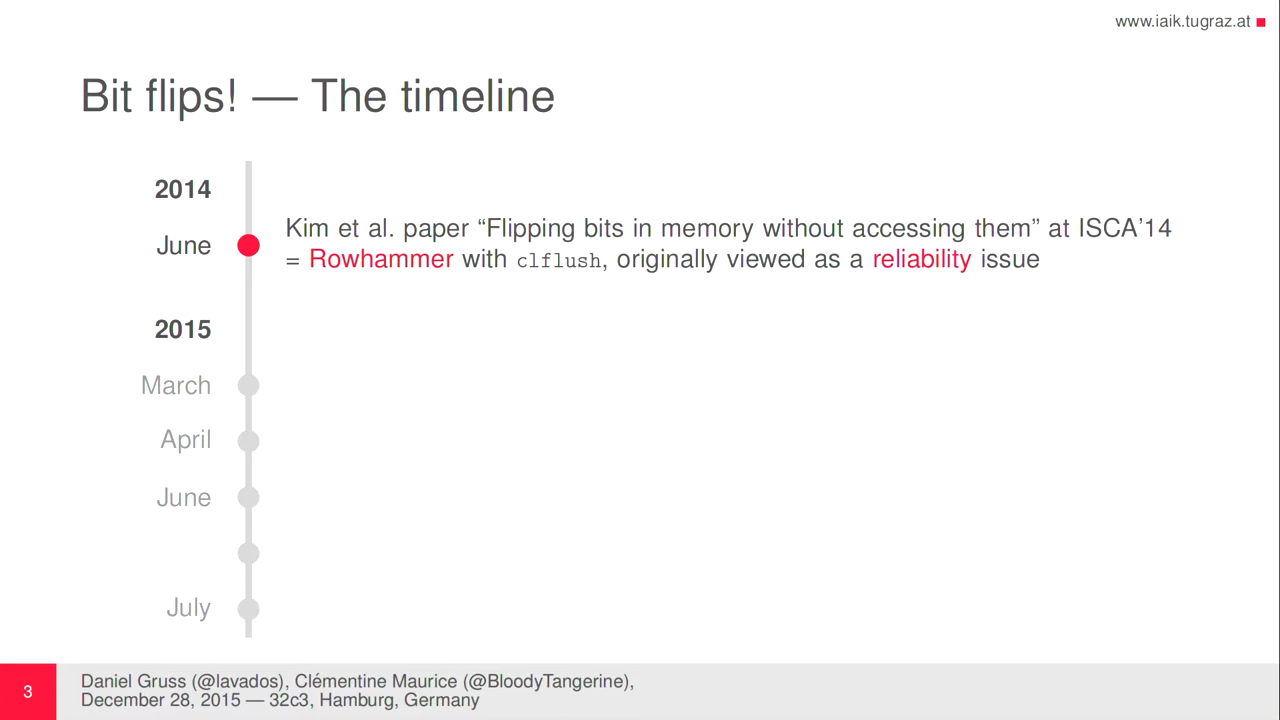 www.iaik.tugraz.at
Bit flips! — The timeline
2014
June
Kim et al. paper “Flipping bits in memory without accessing them” at ISCA’14
= Rowhammer with clflush, originally viewed as a reliability issue
2015
March
April
June
July
3
Daniel Gruss (@lavados), Clémentine Maurice (@BloodyTangerine),
December 28, 2015 — 32c3, Hamburg, Germany